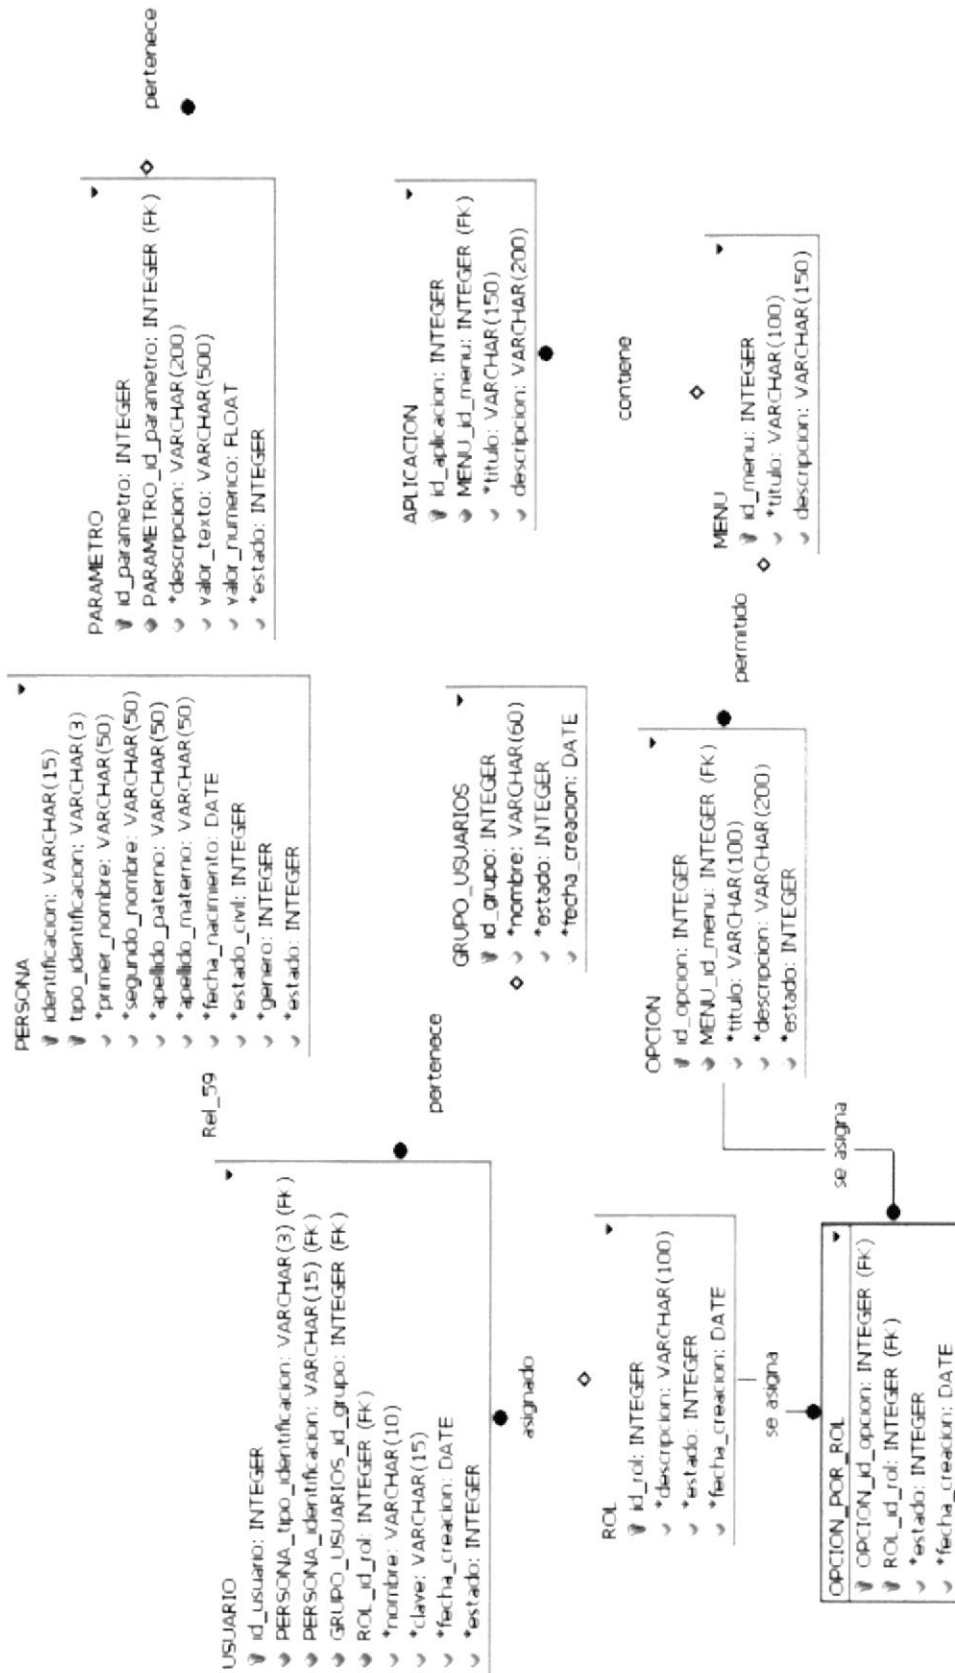 PERSONA
identificacion: VARCHAR(15)
tipo_identificacion: VARCHAR(3)
*primer_nombre: VARCHAR(50)
*segundo_nombre: VARCHAR(50)
*apellido_paterno: VARCHAR(50)
*apellido_materno: VARCHAR(50)
*fecha_nacimiento: DATE
*estado_civil: INTEGER
*genero: INTEGER
*estado: INTEGER
PARAMETRO
id_parametro: INTEGER
PARAMETRO_id_parametro: INTEGER (FK)
*descripcion: VARCHAR(200)
valor_texto: VARCHAR(500)
valor_numerico: FLOAT
*estado: INTEGER
pertenece
Rel_59
USUARIO
id_usuario: INTEGER
PERSONA_tipo_identificacion: VARCHAR(3) (FK)
PERSONA_identificacion: VARCHAR(15) (FK)
GRUPO_USUARIOS_id_grupo: INTEGER (FK)
ROL_id_rol: INTEGER (FK)
*nombre: VARCHAR(10)
*clave: VARCHAR(15)
*fecha_creacion: DATE
*estado: INTEGER
pertenece
GRUPO_USUARIOS
id_grupo: INTEGER
*nombre: VARCHAR(60)
*estado: INTEGER
*fecha_creacion: DATE
APLICACION
id_aplicacion: INTEGER
MENU_id_menu: INTEGER (FK)
*titulo: VARCHAR(150)
descripcion: VARCHAR(200)
asignado
contiene
ROL
id_rol: INTEGER
*descripcion: VARCHAR(100)
*estado: INTEGER
*fecha_creacion: DATE
OPCION
id_opcion: INTEGER
MENU_id_menu: INTEGER (FK)
*titulo: VARCHAR(100)
*descripcion: VARCHAR(200)
*estado: INTEGER
permitido
MENU
id_menu: INTEGER
*titulo: VARCHAR(100)
descripcion: VARCHAR(150)
se asigna
se asigna
OPCION_POR_ROL
OPCION_id_opcion: INTEGER (FK)
ROL_id_rol: INTEGER (FK)
*estado: INTEGER
*fecha_creacion: DATE